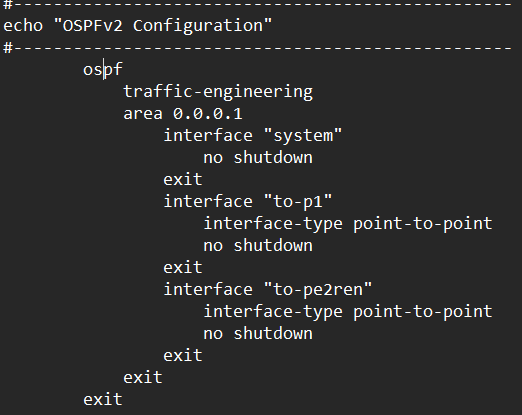 #--------------------------------------------------
echo "OSPFv2 Configuration"
#--------------------------------------------------
        ospf
            traffic-engineering
            area 0.0.0.1
                interface "system"
                    no shutdown
                exit
                interface "to-p1"
                    interface-type point-to-point
                    no shutdown
                exit
                interface "to-pe2ren"
                    interface-type point-to-point
                    no shutdown
                exit
            exit
        exit